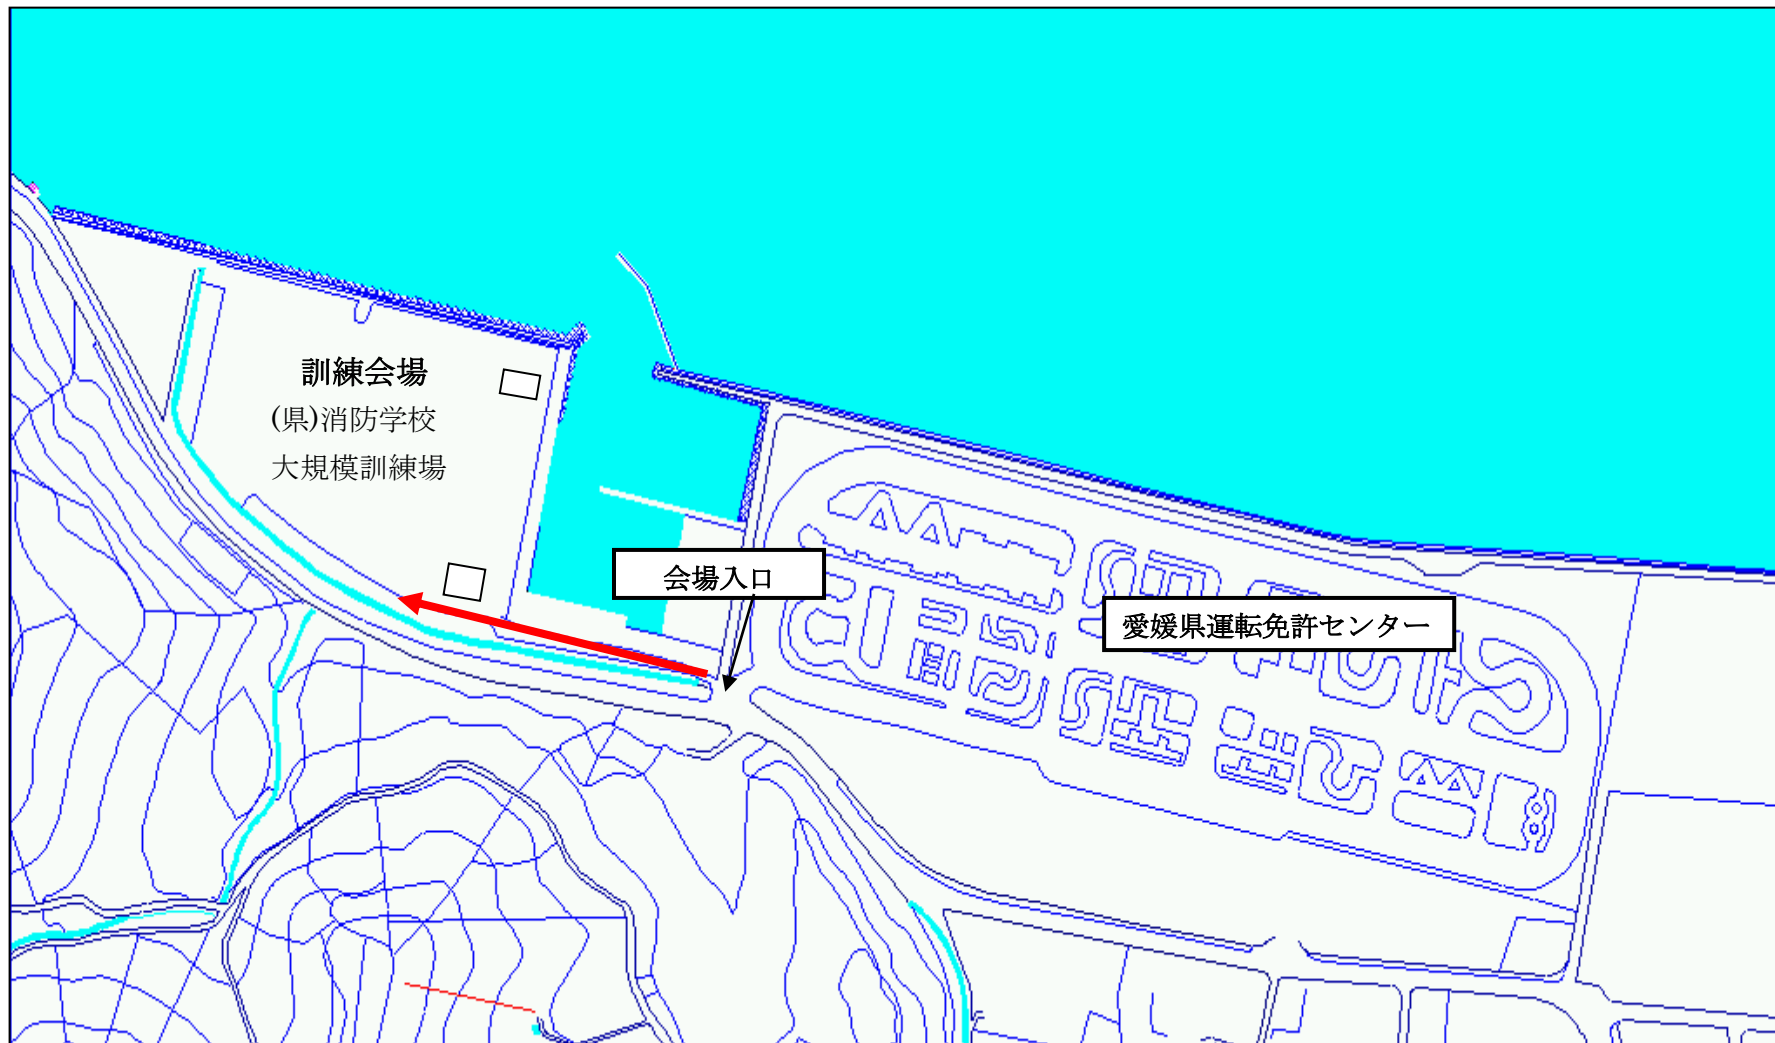 訓練会場
(県)消防学校
大規模訓練場
会場入口
愛媛県運転免許センター